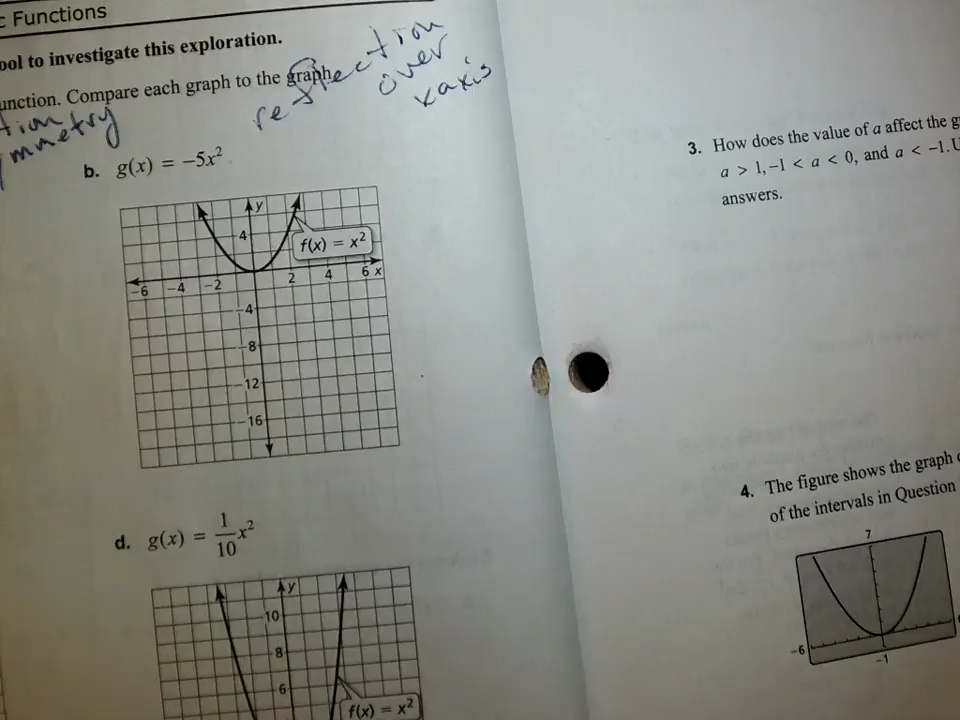 c Functions
ool to investigate this exploration.
unction. Compare each graph to the graph
reflection
over
x axis
tion
mmetry
b. g(x) = −5x²
y
4
f(x) = x²
−6 −4 −2 2 4 6 x
−4
−8
−12
−16
d. g(x) = 1/10 x²
y
10
8
6
f(x) = x²
3. How does the value of a affect the g
a > 1, −1 < a < 0, and a < −1. U
answers.
4. The figure shows the graph
of the intervals in Question
7
−6
−1